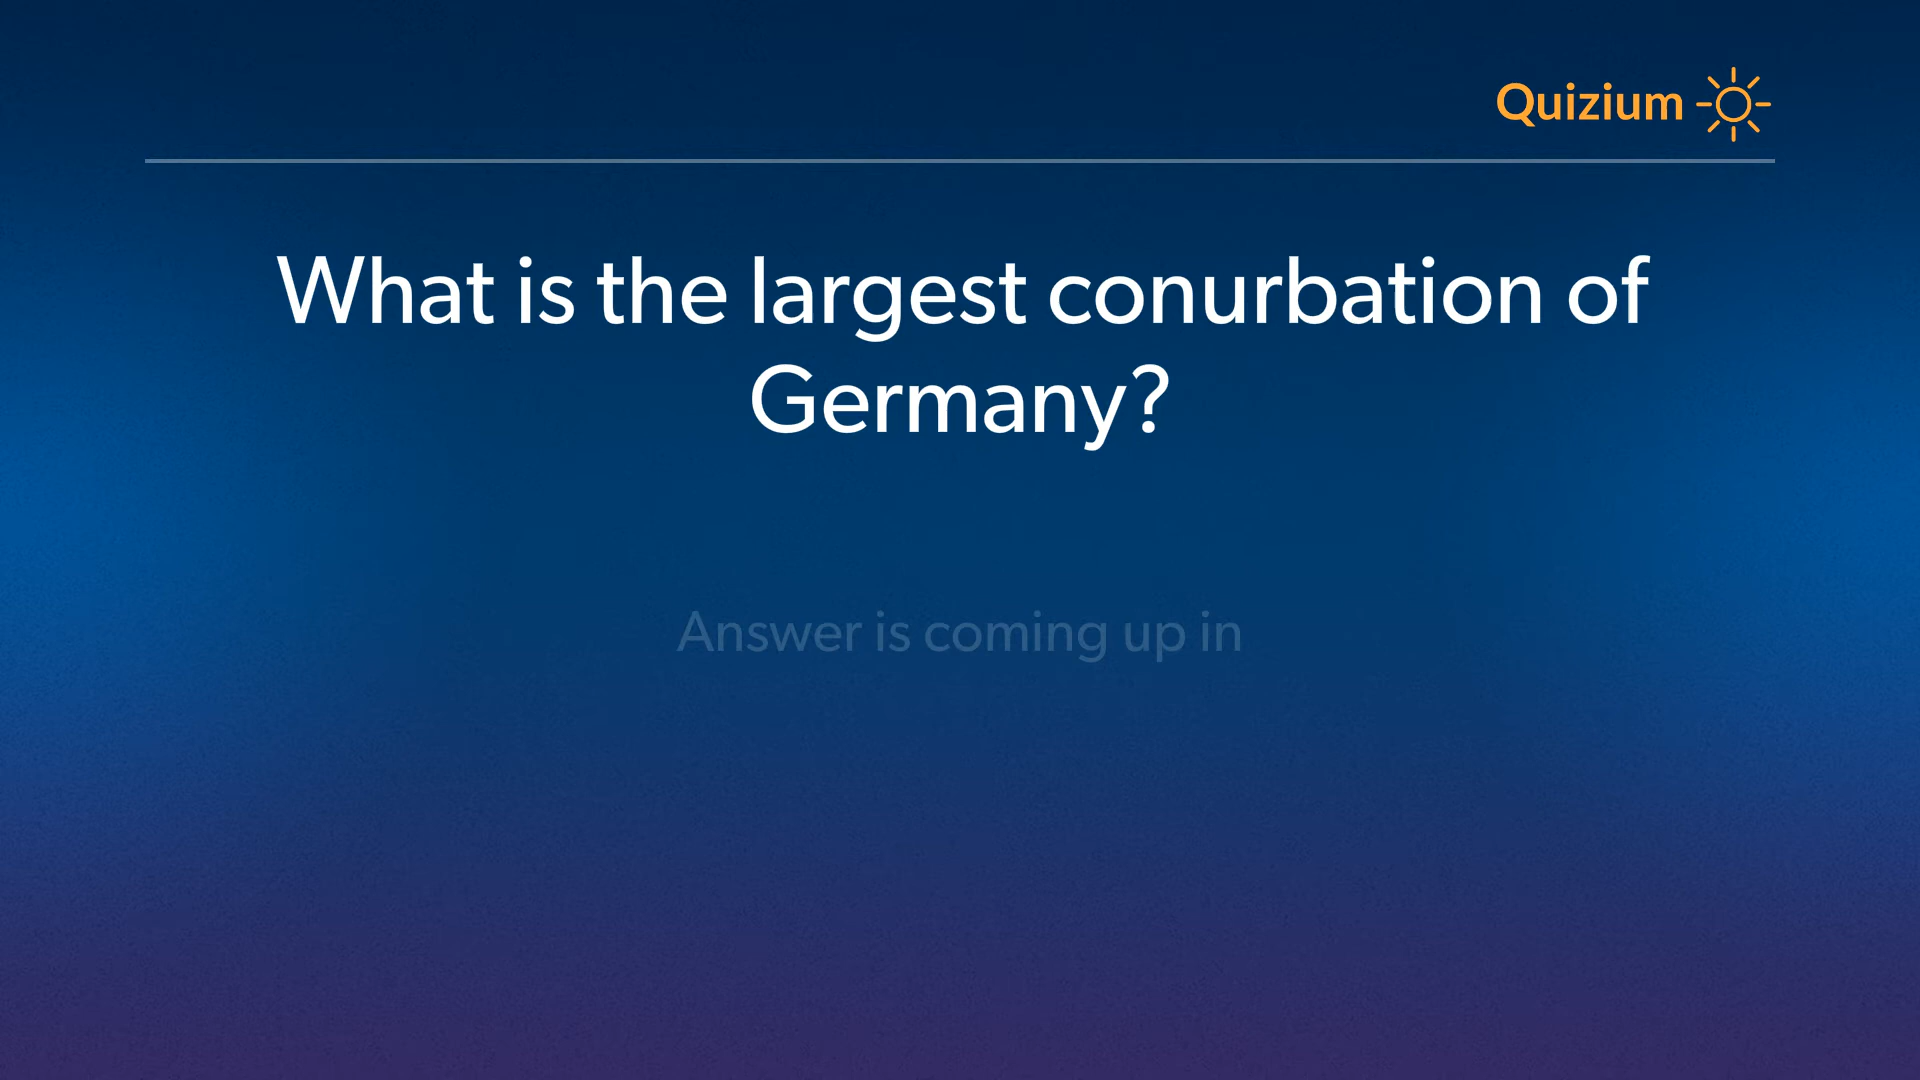 Quizium
What is the largest conurbation of
Germany?
Answer is coming up in